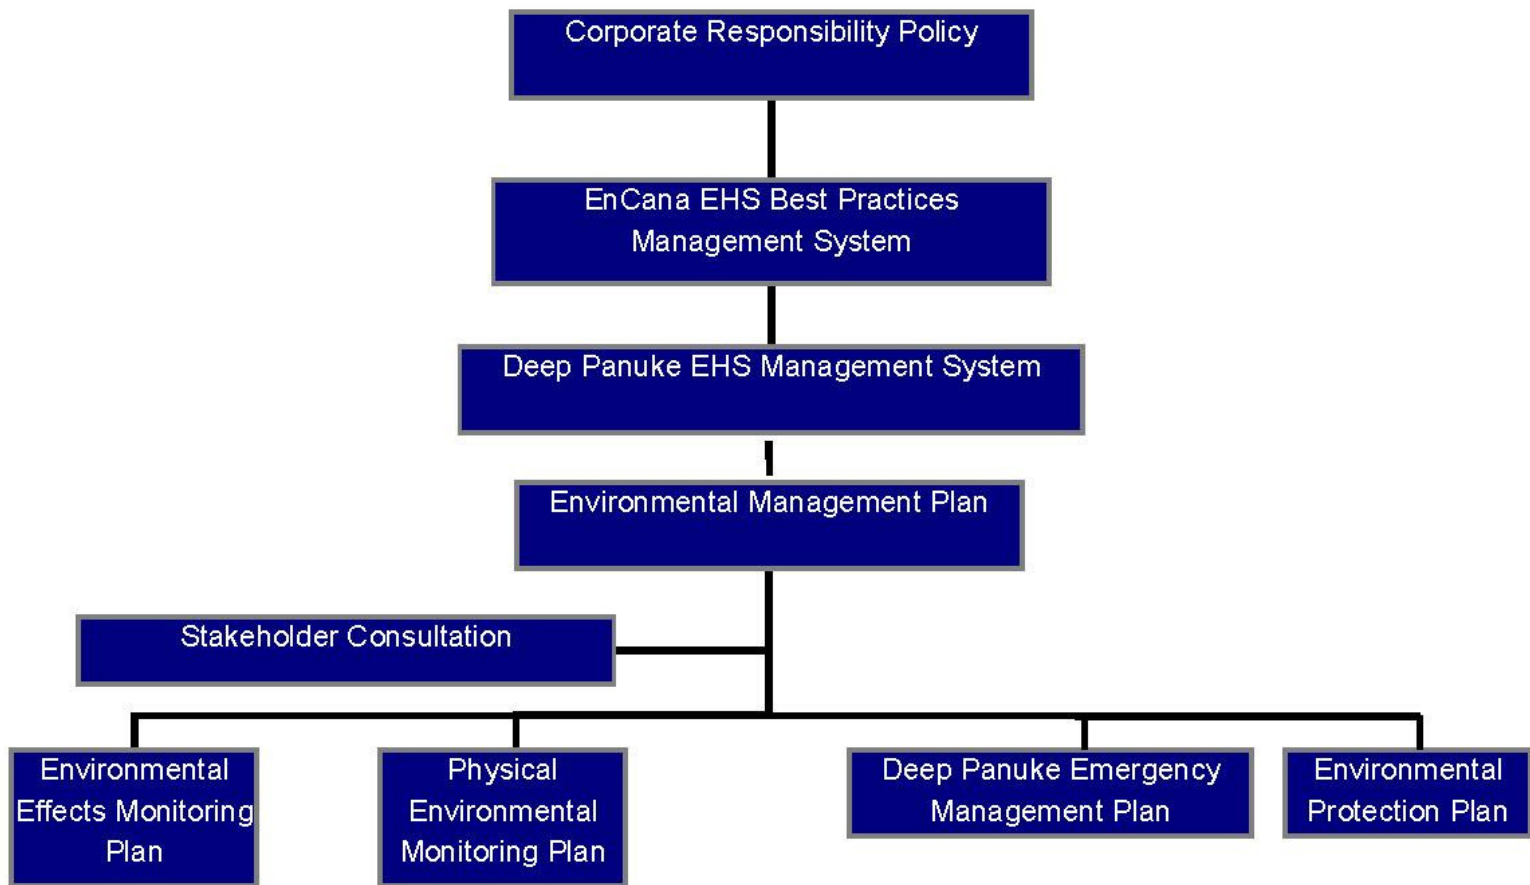 Corporate Responsibility Policy
EnCana EHS Best Practices
Management System
Deep Panuke EHS Management System
Environmental Management Plan
Stakeholder Consultation
Environmental
Effects Monitoring
Plan
Physical
Environmental
Monitoring Plan
Deep Panuke Emergency
Management Plan
Environmental
Protection Plan